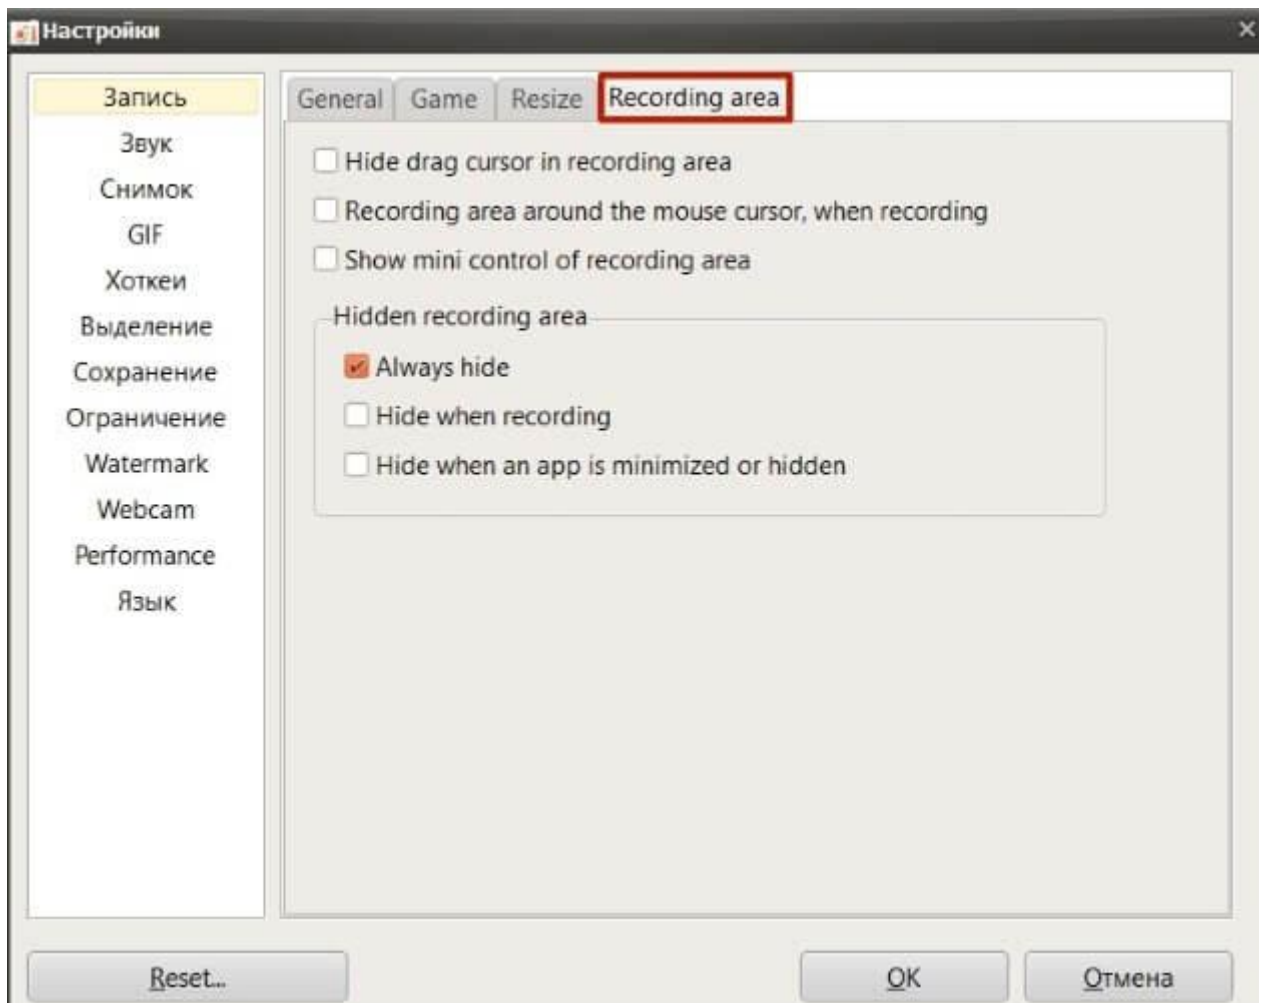 Настройки
Запись
Звук
Снимок
GIF
Хоткеи
Выделение
Сохранение
Ограничение
Watermark
Webcam
Performance
Язык
General Game Resize Recording area
Hide drag cursor in recording area
Recording area around the mouse cursor, when recording
Show mini control of recording area
Hidden recording area
Always hide
Hide when recording
Hide when an app is minimized or hidden
Reset... OK Отмена